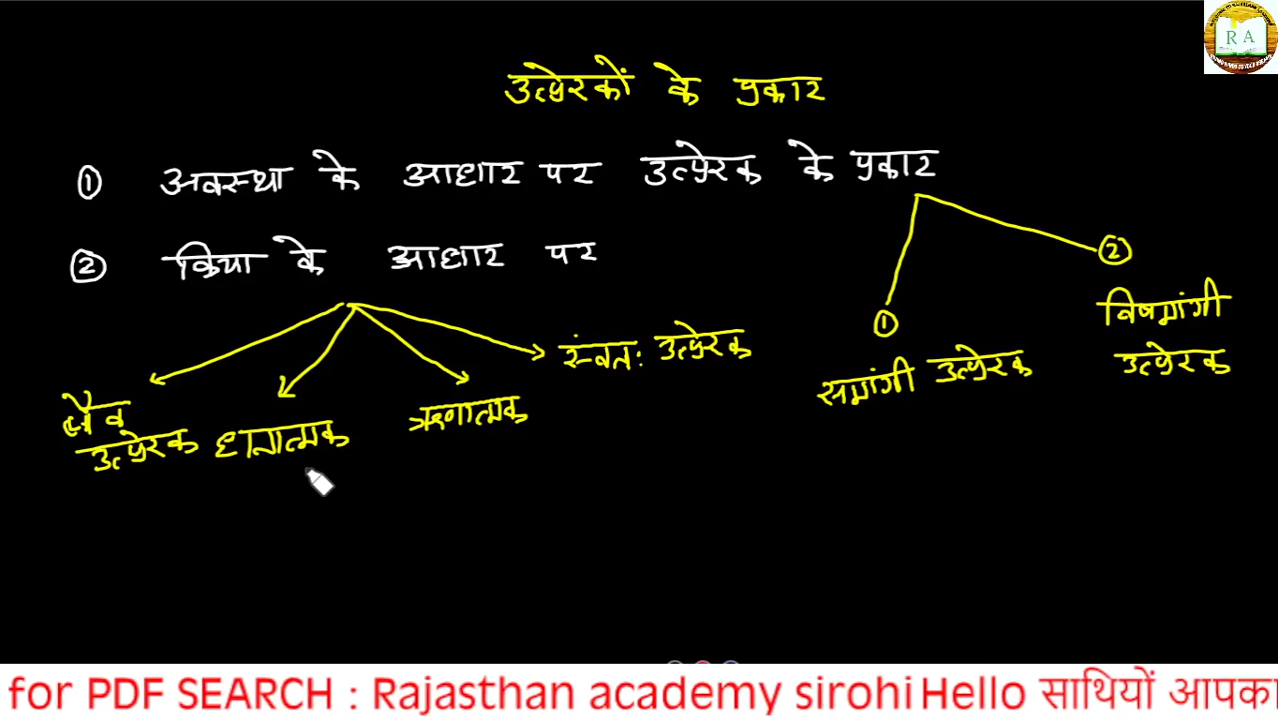 उत्प्रेरकों के प्रकार
① अवस्था के आधार पर उत्प्रेरक के प्रकार
② क्रिया के आधार पर
जैव उत्प्रेरक
धनात्मक
ऋणात्मक
स्वतः उत्प्रेरक
①
समांगी उत्प्रेरक
②
विषमांगी
उत्प्रेरक
R A
for PDF SEARCH : Rajasthan academy sirohi Hello साथियों आपका